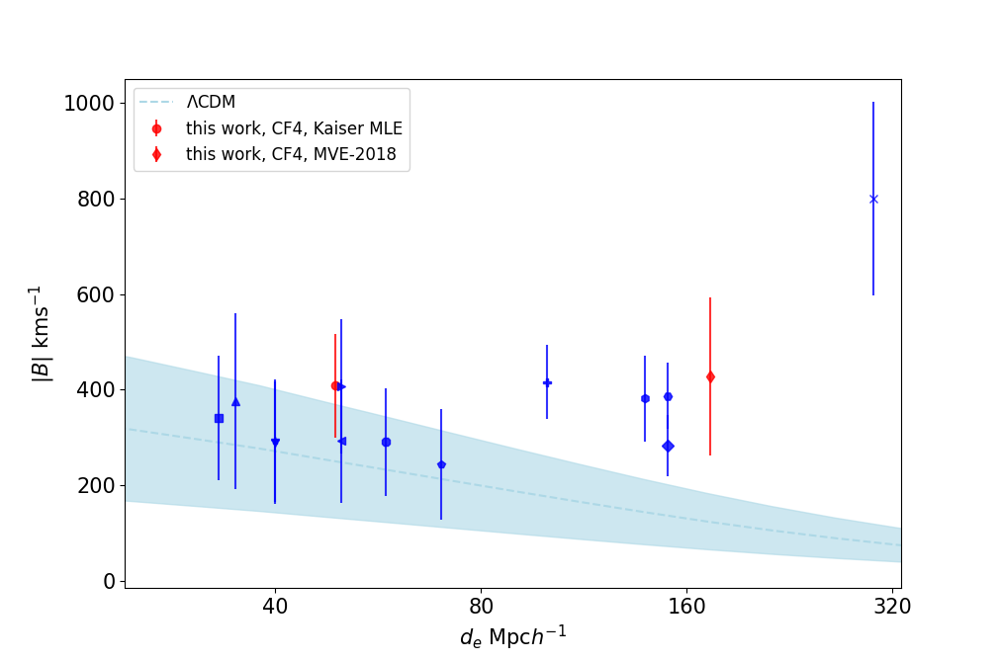 ΛCDM
this work, CF4, Kaiser MLE
this work, CF4, MVE-2018
1000
800
600
400
200
0
|B| kms⁻¹
40 80 160 320
dₑ Mpch⁻¹